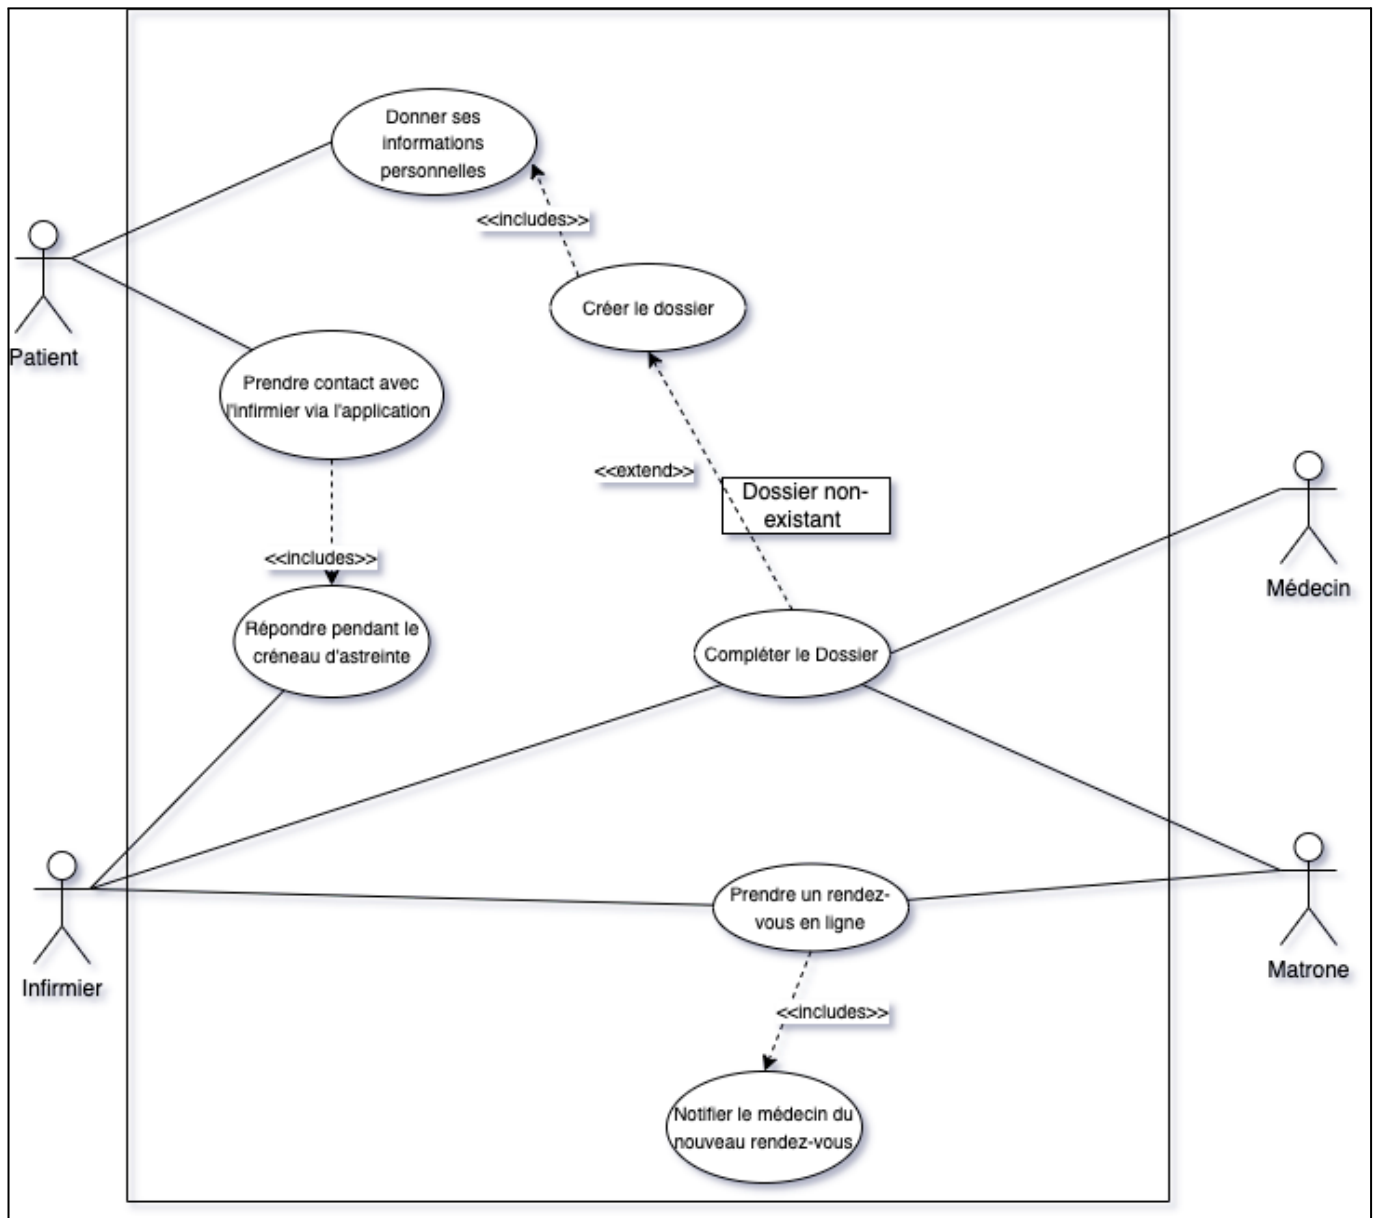 Donner ses
informations
personnelles
<<includes>>
Créer le dossier
Patient
Prendre contact avec
l'infirmier via l'application
<<extend>>
Dossier non-
existant
<<includes>>
Médecin
Répondre pendant le
créneau d'astreinte
Compléter le Dossier
Prendre un rendez-
vous en ligne
Infirmier
Matrone
<<includes>>
Notifier le médecin du
nouveau rendez-vous